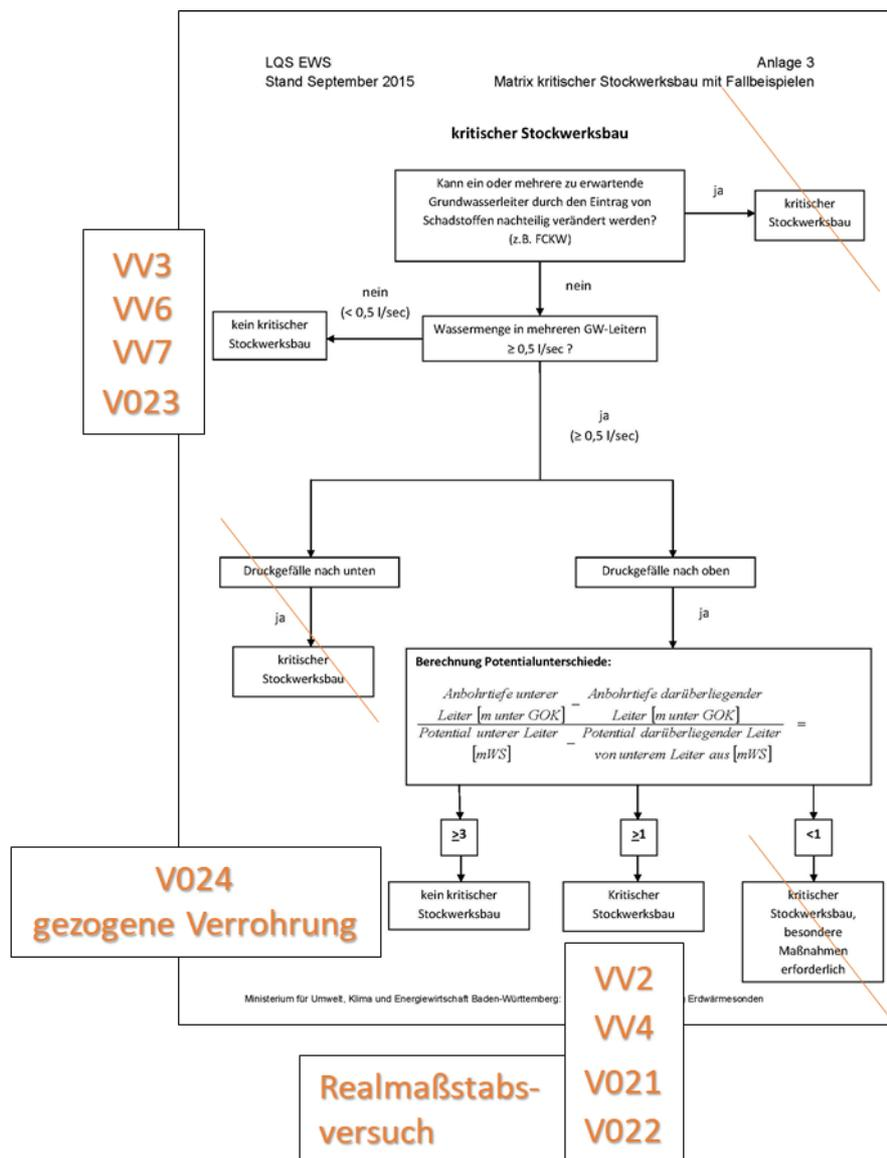 LQS EWS
Stand September 2015
Anlage 3
Matrix kritischer Stockwerksbau mit Fallbeispielen
kritischer Stockwerksbau
Kann ein oder mehrere zu erwartende
Grundwasserleiter durch den Eintrag von
Schadstoffen nachteilig verändert werden?
(z.B. FCKW)
ja
kritischer
Stockwerksbau
nein
VV3
VV6
VV7
V023
nein
(< 0,5 l/sec)
kein kritischer
Stockwerksbau
Wassermenge in mehreren GW-Leitern
≥ 0,5 l/sec ?
ja
(≥ 0,5 l/sec)
Druckgefälle nach unten
ja
kritischer
Stockwerksbau
Druckgefälle nach oben
ja
Berechnung Potentialunterschiede:
Anbohrtiefe unterer _ Anbohrtiefe darüberliegender
Leiter [m unter GOK] Leiter [m unter GOK]
Potential unterer Leiter _ Potential darüberliegender Leiter =
[mWS] von unterem Leiter aus [mWS]
≥3
≥1
<1
kein kritischer
Stockwerksbau
Kritischer
Stockwerksbau
kritischer
Stockwerksbau,
besondere
Maßnahmen
erforderlich
V024
gezogene Verrohrung
Ministerium für Umwelt, Klima und Energiewirtschaft Baden-Württemberg: Erdwärmesonden
VV2
VV4
V021
V022
Realmaßstabs-
versuch